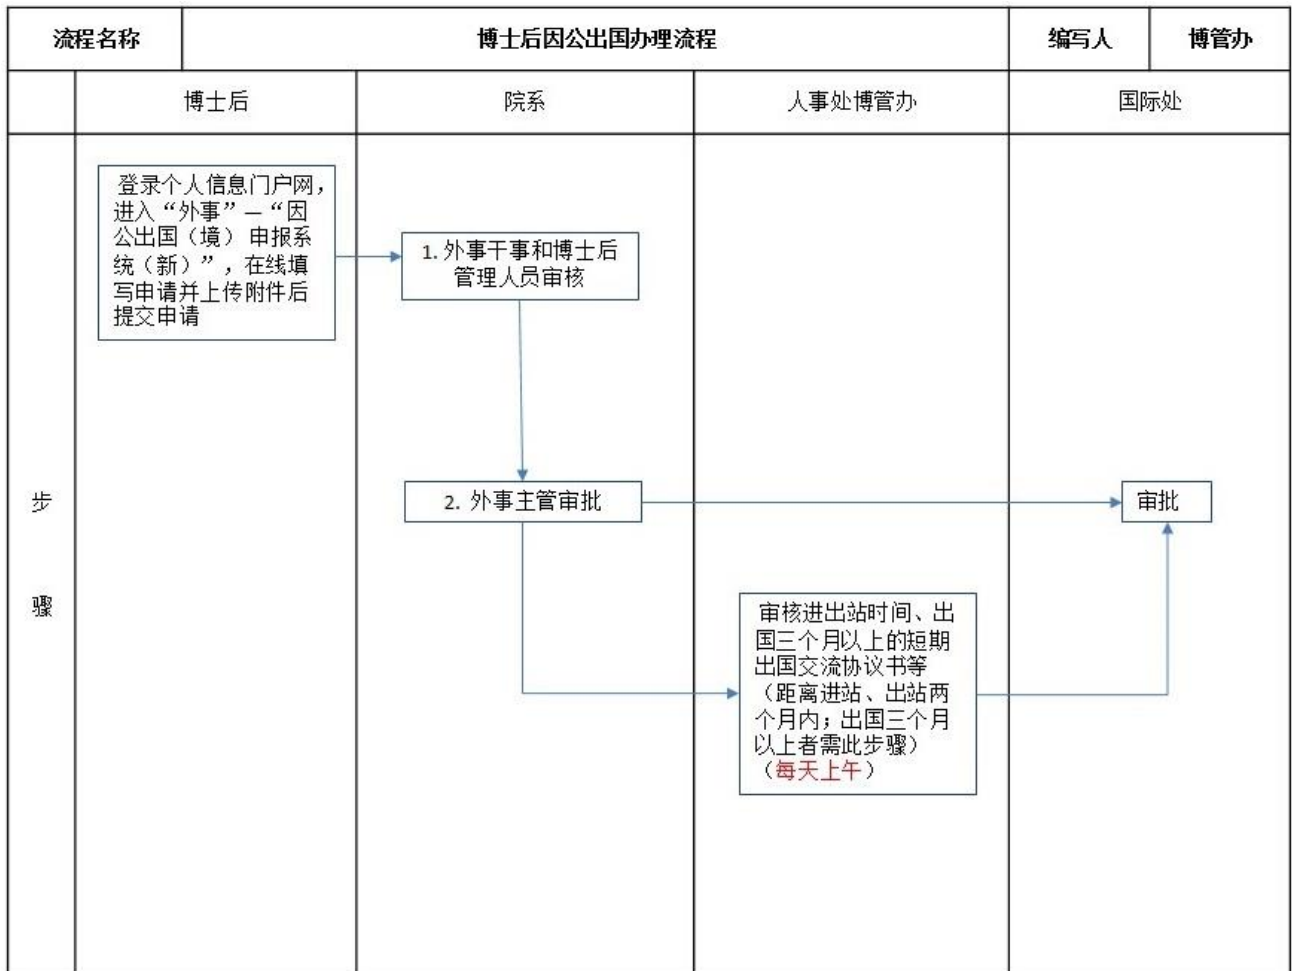 流程名称
博士后因公出国办理流程
编写人
博管办
博士后
院系
人事处博管办
国际处
登录个人信息门户网，
进入“外事”—“因
公出国（境） 申报系
统（新）”，在线填
写申请并上传附件后
提交申请
1. 外事干事和博士后
管理人员审核
步
骤
2. 外事主管审批
审批
审核进出站时间、出
国三个月以上的短期
出国交流协议书等
（距离进站、出站两
个月内；出国三个月
以上者需此步骤）
（每天上午）